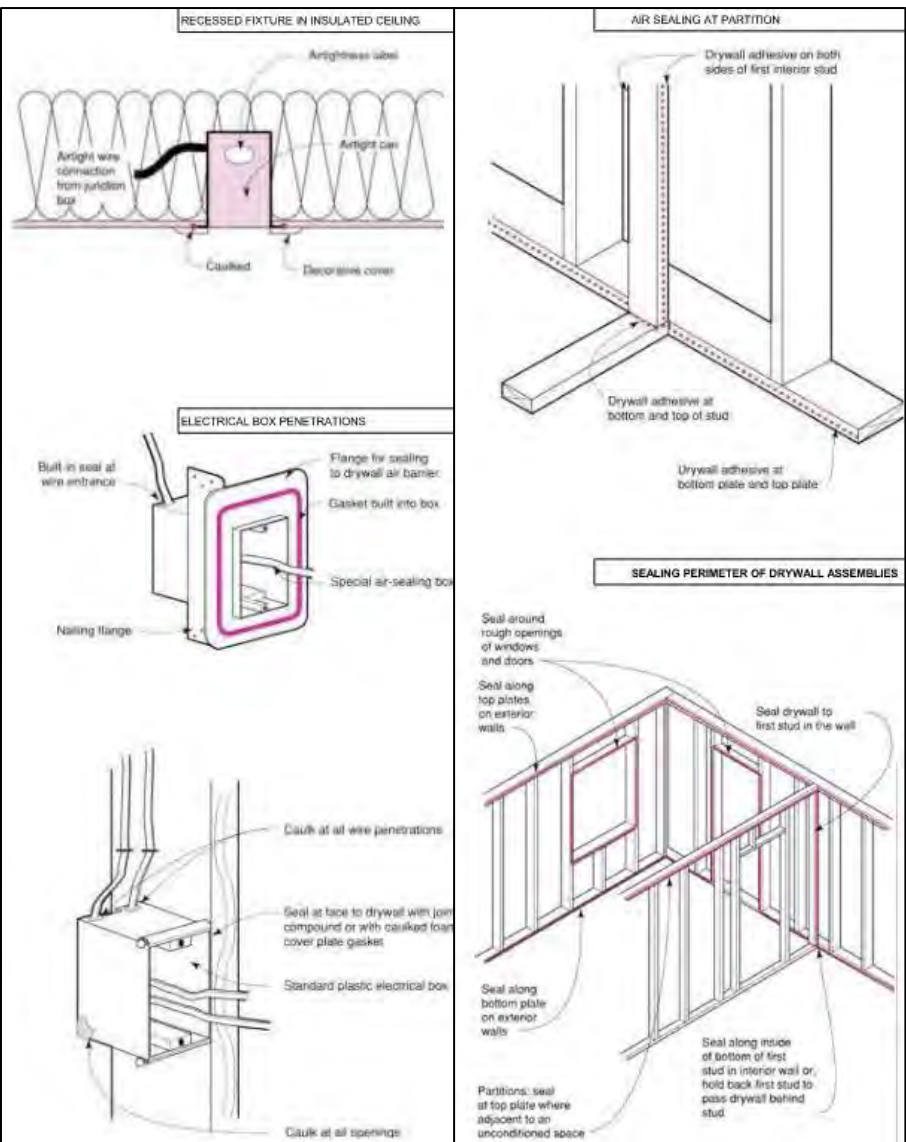 RECESSED FIXTURE IN INSULATED CEILING
Airtightness label
Airtight can
Airtight wire
connection
from junction
box
Caulked
Decorative cover
ELECTRICAL BOX PENETRATIONS
Built-in seal at
wire entrance
Flange for sealing
to drywall air barrier
Gasket built into box
Special air-sealing box
Nailing flange
Caulk at all wire penetrations
Seal at face to drywall with join
compound or with caulked foam
cover plate gasket
Standard plastic electrical box
Caulk at all openings
AIR SEALING AT PARTITION
Drywall adhesive on both
sides of first interior stud
Drywall adhesive at
bottom and top of stud
Drywall adhesive at
bottom plate and top plate
SEALING PERIMETER OF DRYWALL ASSEMBLIES
Seal around
rough openings
of windows
and doors
Seal along
top plates
on exterior
walls
Seal drywall to
first stud in the wall
Seal along
bottom plate
on exterior
walls
Partitions: seal
at top plate where
adjacent to an
unconditioned space
Seal along inside
of bottom of first
stud in interior wall or,
hold back first stud to
pass drywall behind
stud